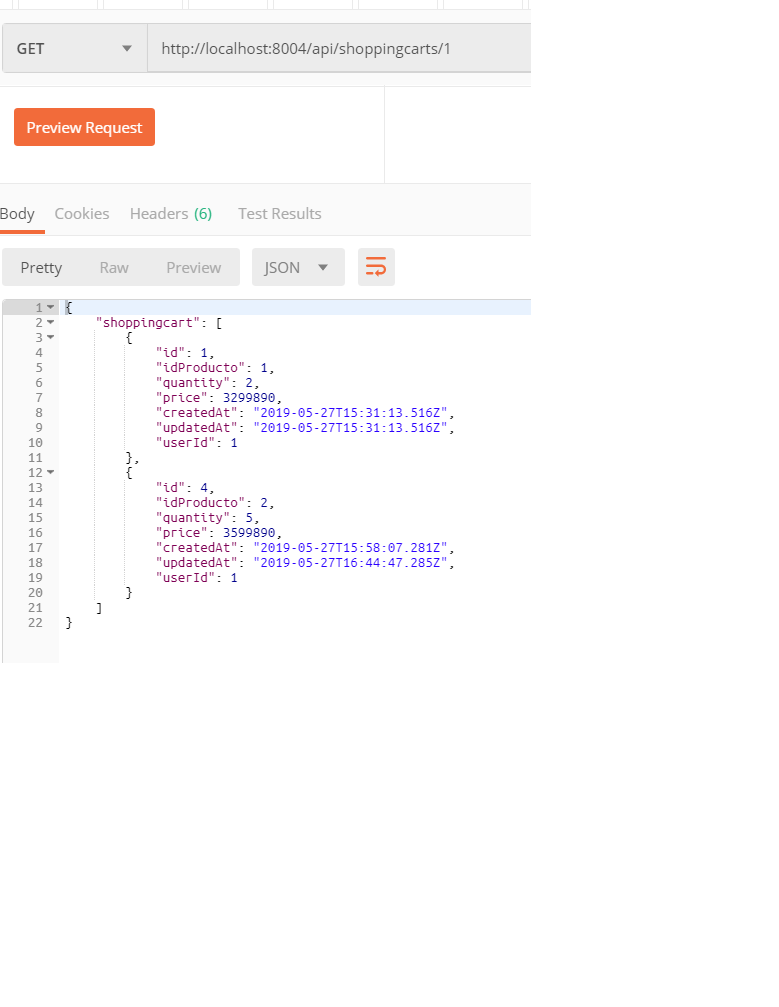 GET http://localhost:8004/api/shoppingcarts/1
Preview Request
Body Cookies Headers (6) Test Results
Pretty Raw Preview JSON
1 {
2 "shoppingcart": [
3 {
4 "id": 1,
5 "idProducto": 1,
6 "quantity": 2,
7 "price": 3299890,
8 "createdAt": "2019-05-27T15:31:13.516Z",
9 "updatedAt": "2019-05-27T15:31:13.516Z",
10 "userId": 1
11 },
12 {
13 "id": 4,
14 "idProducto": 2,
15 "quantity": 5,
16 "price": 3599890,
17 "createdAt": "2019-05-27T15:58:07.281Z",
18 "updatedAt": "2019-05-27T16:44:47.285Z",
19 "userId": 1
20 }
21 ]
22 }